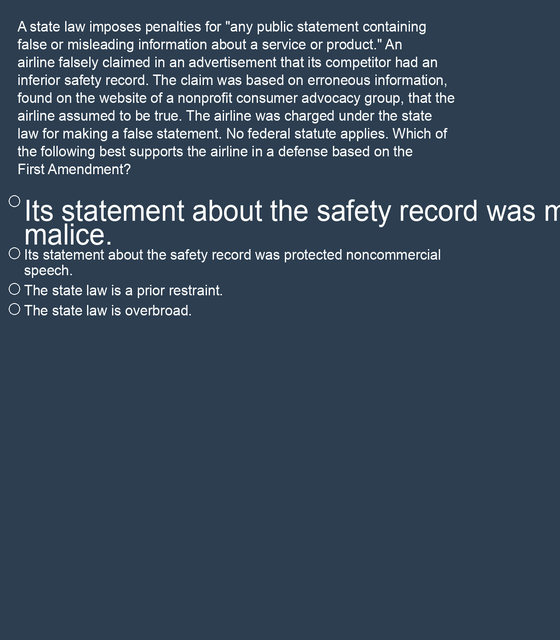 A state law imposes penalties for "any public statement containing
false or misleading information about a service or product." An
airline falsely claimed in an advertisement that its competitor had an
inferior safety record. The claim was based on erroneous information,
found on the website of a nonprofit consumer advocacy group, that the
airline assumed to be true. The airline was charged under the state
law for making a false statement. No federal statute applies. Which of
the following best supports the airline in a defense based on the
First Amendment?
Its statement about the safety record was
malice.
Its statement about the safety record was protected noncommercial
speech.
The state law is a prior restraint.
The state law is overbroad.